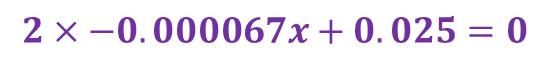 2 × −0.000067x + 0.025 = 0